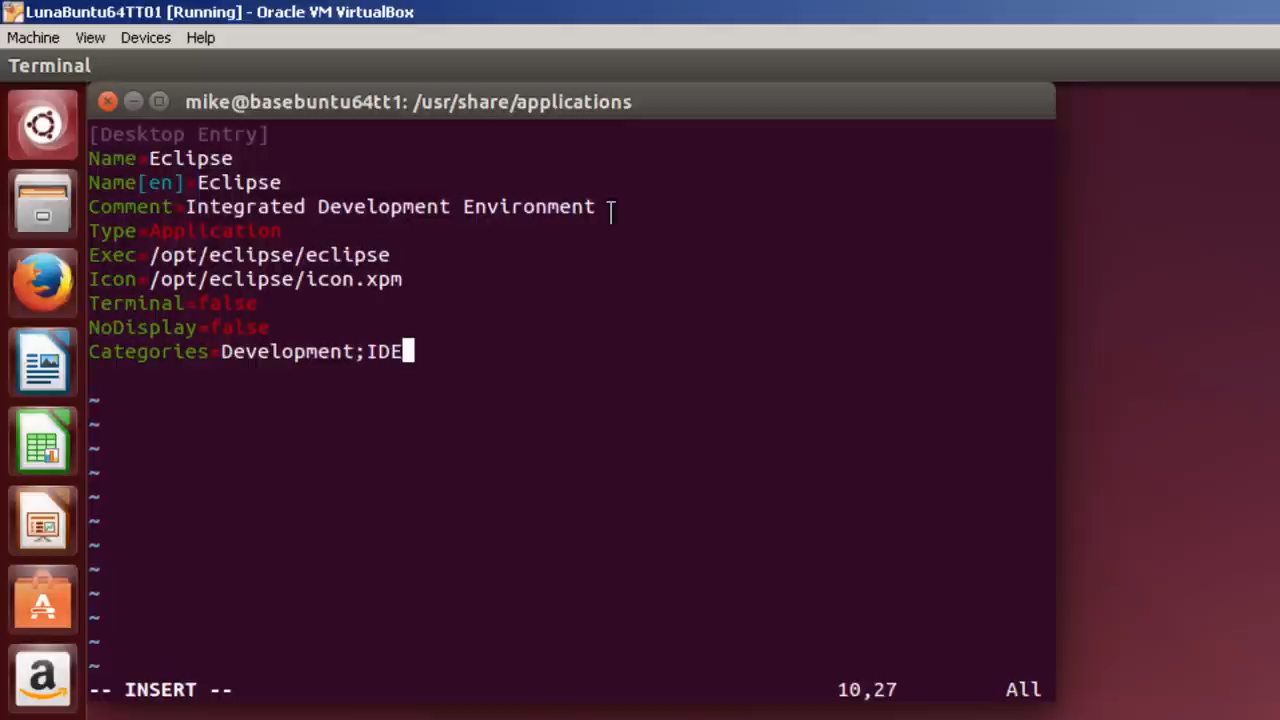 LunaBuntu64TT01 [Running] - Oracle VM VirtualBox
Machine View Devices Help
Terminal
mike@basebuntu64tt1: /usr/share/applications
[Desktop Entry]
Name=Eclipse
Name[en]=Eclipse
Comment=Integrated Development Environment
Type=Application
Exec=/opt/eclipse/eclipse
Icon=/opt/eclipse/icon.xpm
Terminal=false
NoDisplay=false
Categories=Development;IDE
~
~
~
~
~
~
~
~
~
~
~
~
-- INSERT -- 10,27 All